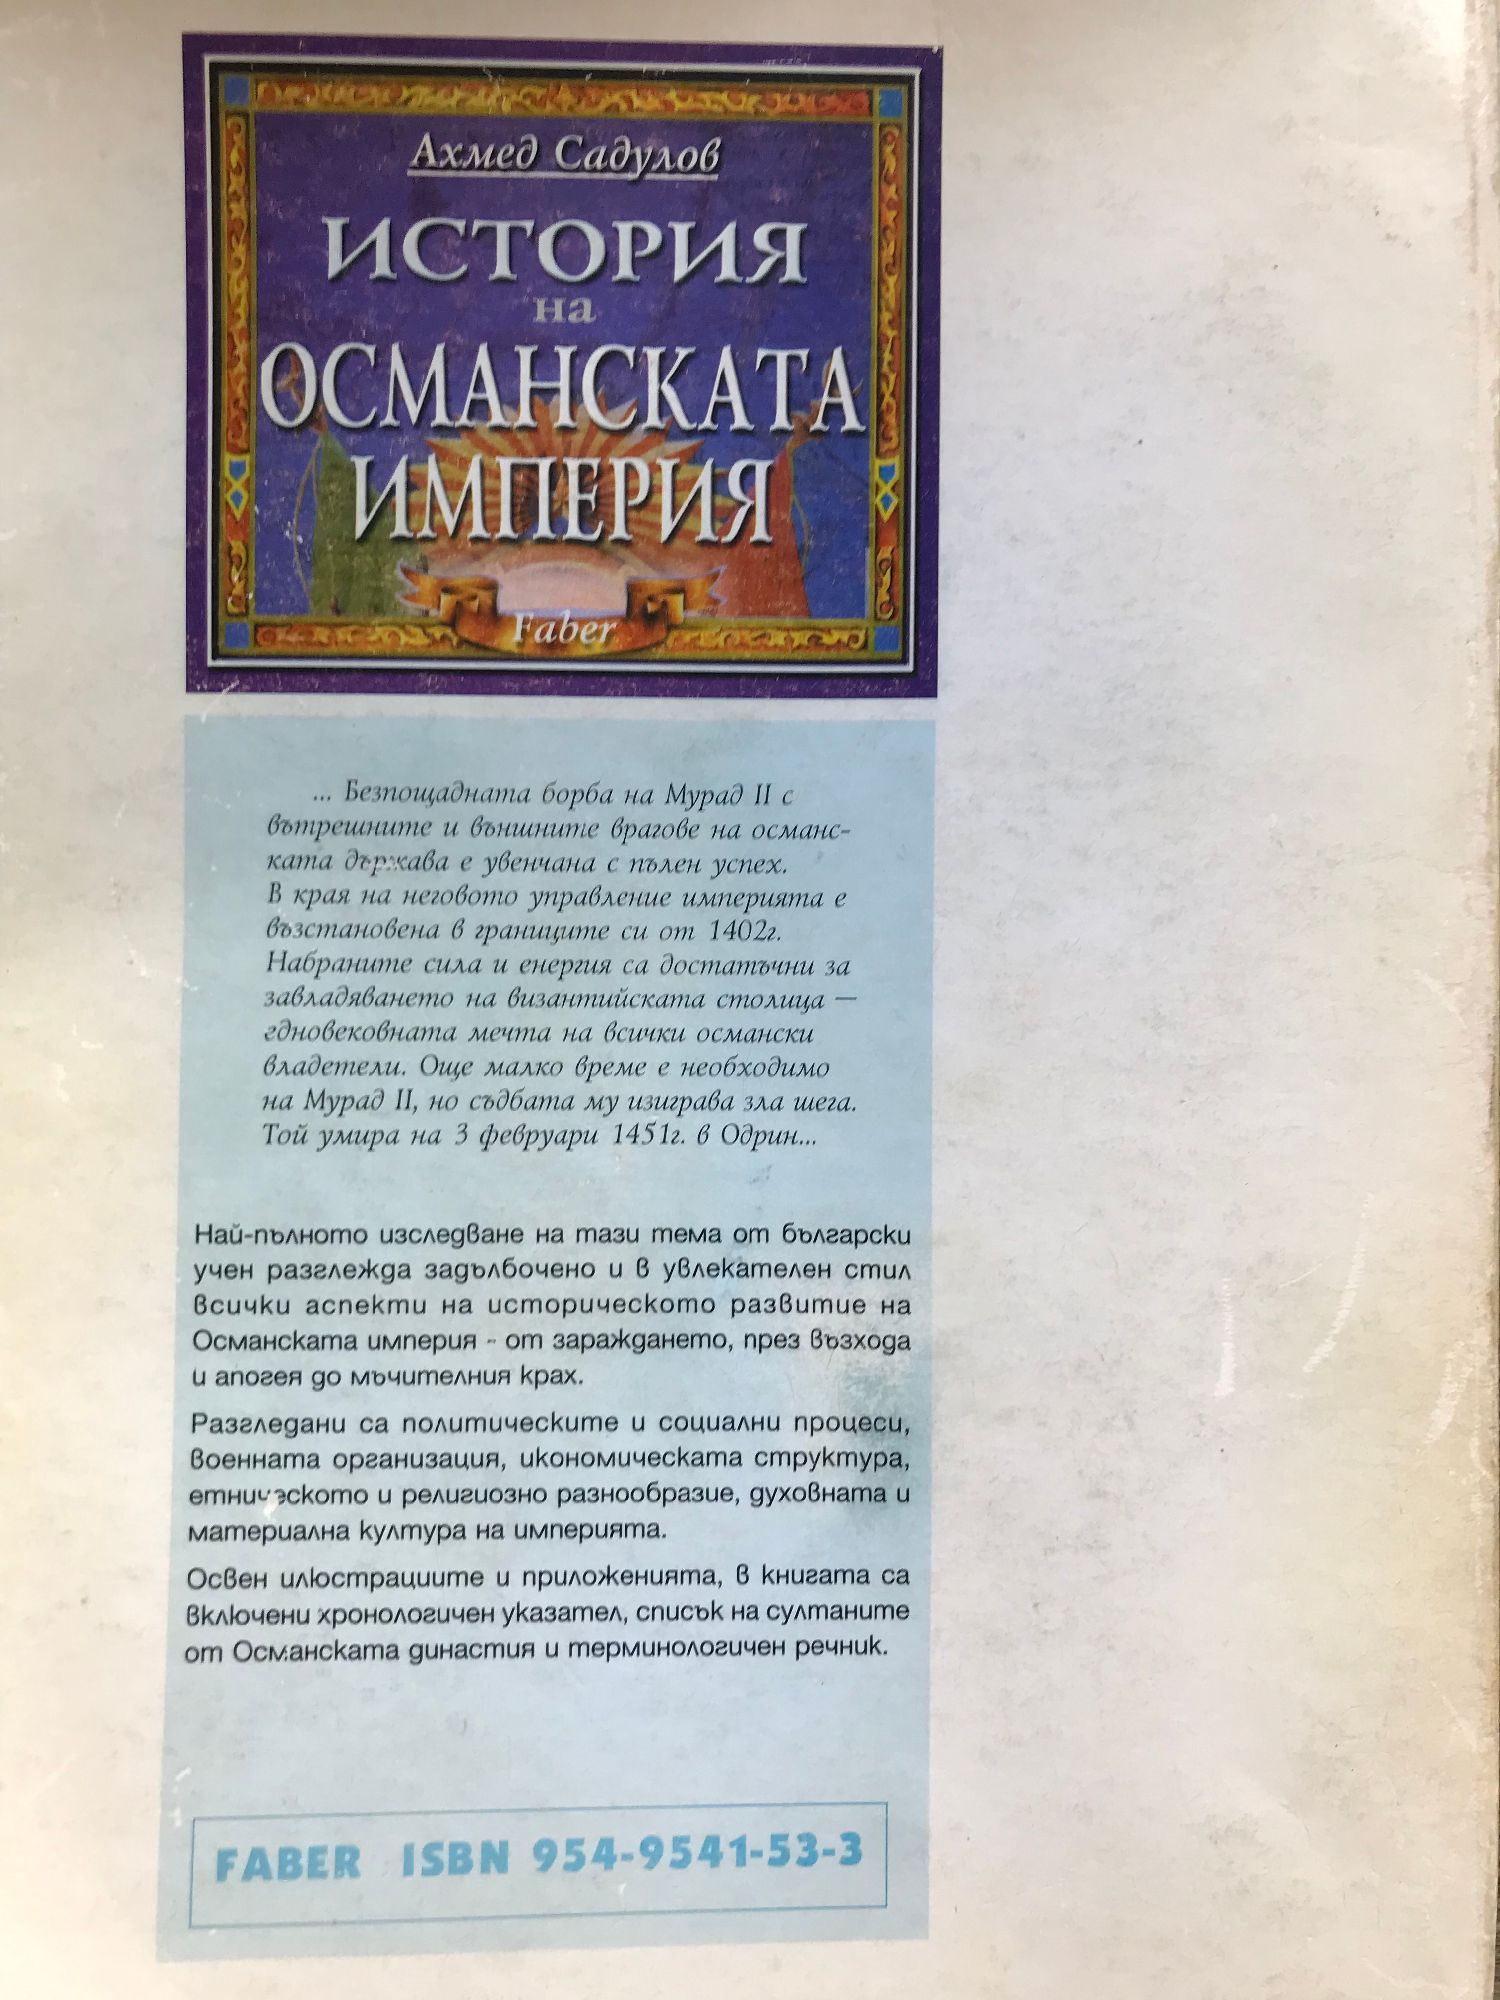 Ахмед Садулов
ИСТОРИЯ
на
ОСМАНСКАТА
ИМПЕРИЯ
Faber
... Безпощадната борба на Мурад II с
вътрешните и външните врагове на османс-
ката държава е увенчана с пълен успех.
В края на неговото управление империята е
възстановена в границите си от 1402г.
Набраните сила и енергия са достатъчни за
завладяването на византийската столица —
едновековната мечта на всички османски
владетели. Още малко време е необходимо
на Мурад II, но съдбата му изиграва зла шега.
Той умира на 3 февруари 1451г. в Одрин...
Най-пълното изследване на тази тема от български
учен разглежда задълбочено и в увлекателен стил
всички аспекти на историческото развитие на
Османската империя - от зараждането, през възхода
и апогея до мъчителния крах.
Разгледани са политическите и социални процеси,
военната организация, икономическата структура,
етническото и религиозно разнообразие, духовната и
материална култура на империята.
Освен илюстрациите и приложенията, в книгата са
включени хронологичен указател, списък на султаните
от Османската династия и терминологичен речник.
FABER ISBN 954-9541-53-3